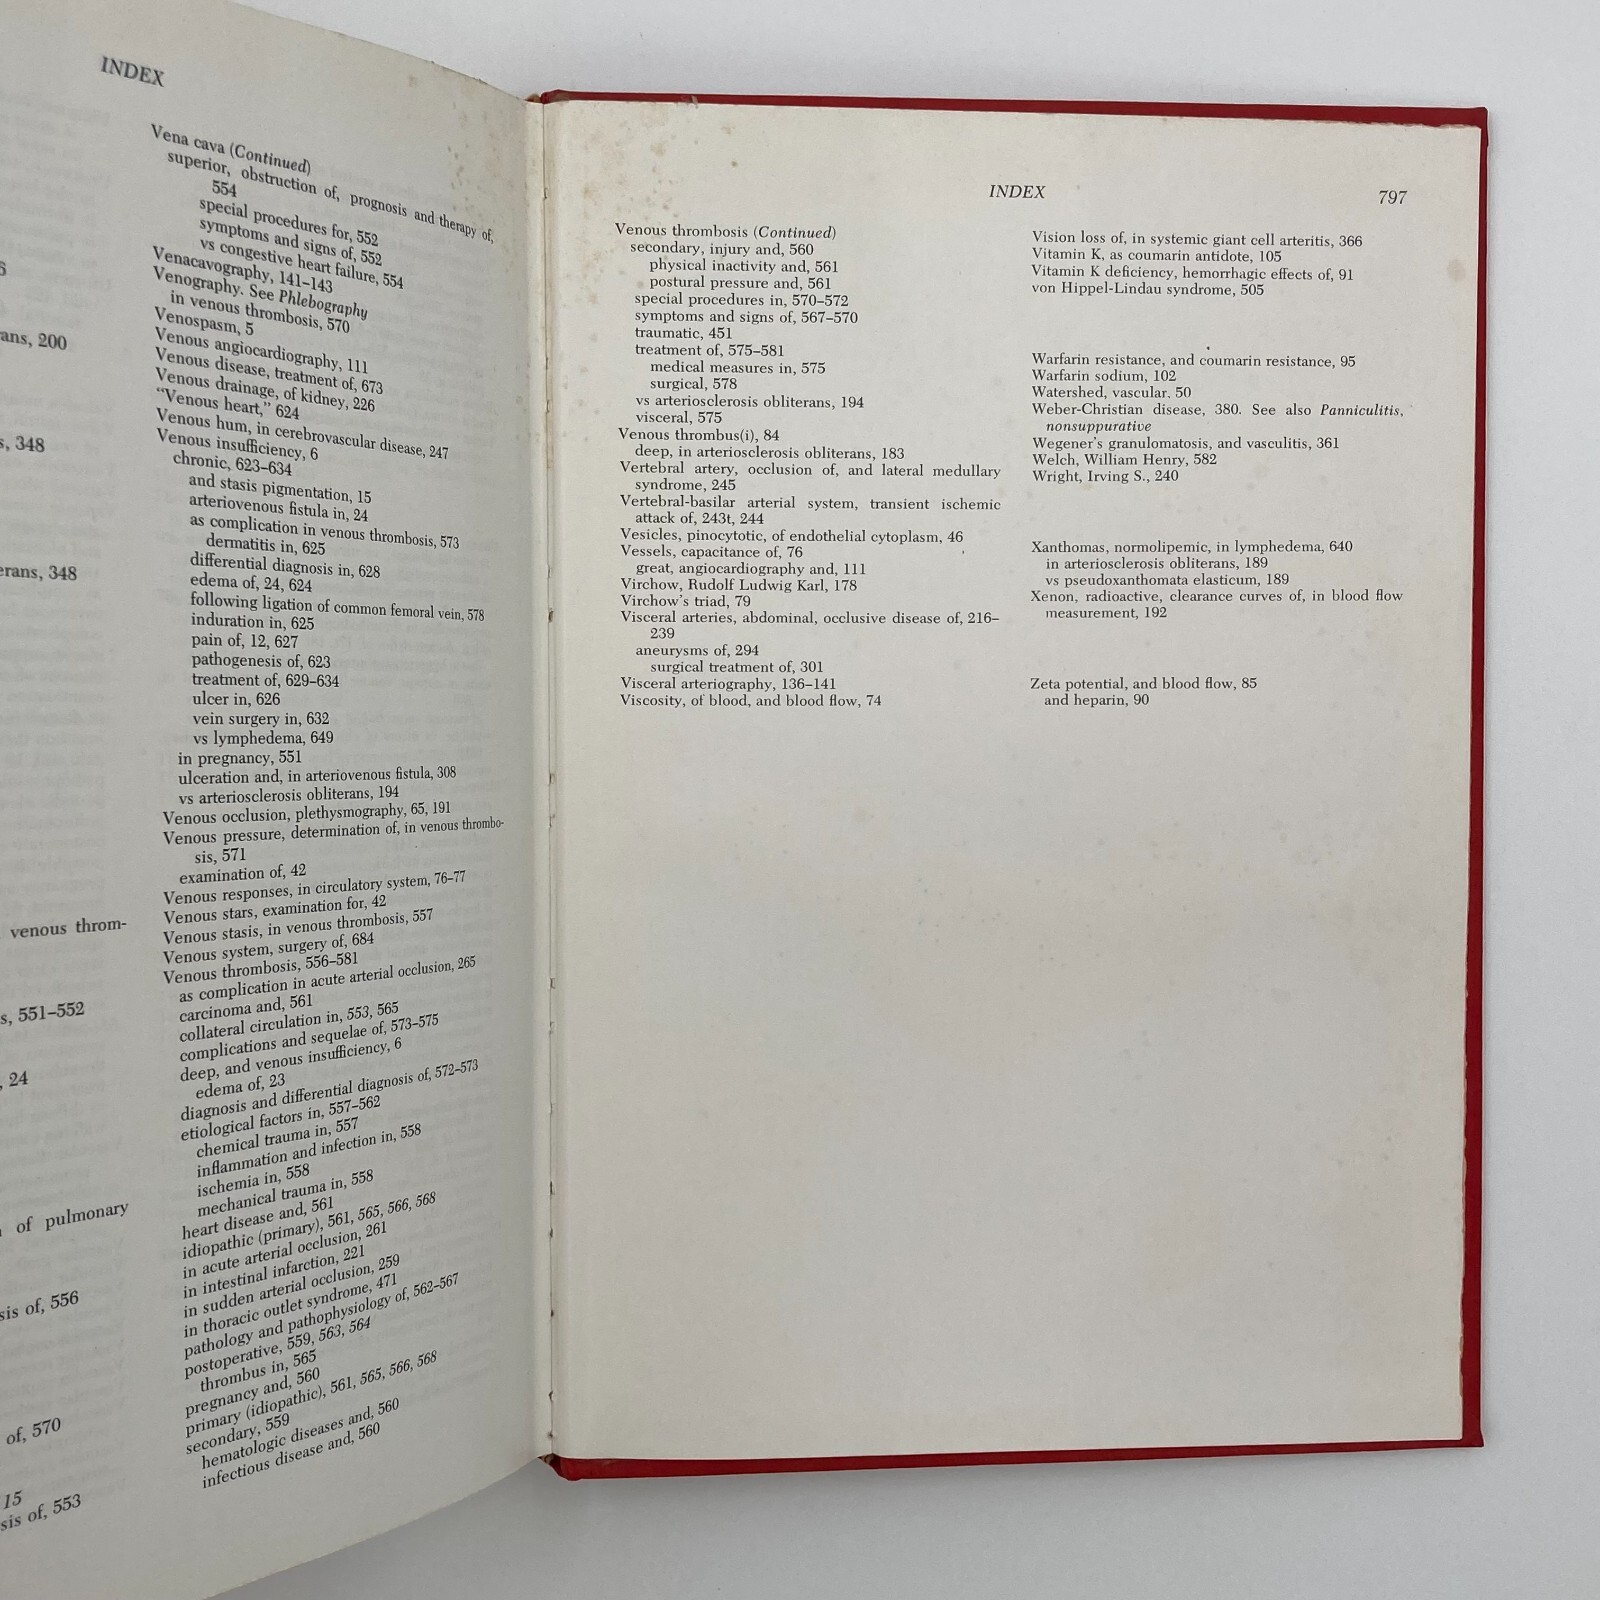 INDEX
6
ans, 200
s, 348
erans, 348
venous throm-
s, 551–552
, 24
of pulmonary
sis of, 556
of, 570
15
sis of, 553
Vena cava (Continued)
superior, obstruction of, prognosis and therapy of,
554
special procedures for, 552
symptoms and signs of, 552
vs congestive heart failure, 554
Venacavography, 141–143
Venography. See Phlebography
in venous thrombosis, 570
Venospasm, 5
Venous angiocardiography, 111
Venous disease, treatment of, 673
Venous drainage, of kidney, 226
"Venous heart," 624
Venous hum, in cerebrovascular disease, 247
Venous insufficiency, 6
chronic, 623–634
and stasis pigmentation, 15
arteriovenous fistula in, 24
as complication in venous thrombosis, 573
dermatitis in, 625
differential diagnosis in, 628
edema of, 24, 624
following ligation of common femoral vein, 578
induration in, 625
pain of, 12, 627
pathogenesis of, 623
treatment of, 629–634
ulcer in, 626
vein surgery in, 632
vs lymphedema, 649
in pregnancy, 551
ulceration and, in arteriovenous fistula, 308
vs arteriosclerosis obliterans, 194
Venous occlusion, plethysmography, 65, 191
Venous pressure, determination of, in venous thrombo-
sis, 571
examination of, 42
Venous responses, in circulatory system, 76–77
Venous stars, examination for, 42
Venous stasis, in venous thrombosis, 557
Venous system, surgery of, 684
Venous thrombosis, 556–581
as complication in acute arterial occlusion, 265
carcinoma and, 561
collateral circulation in, 553, 565
complications and sequelae of, 573–575
deep, and venous insufficiency, 6
edema of, 23
diagnosis and differential diagnosis of, 572–573
etiological factors in, 557–562
chemical trauma in, 557
inflammation and infection in, 558
ischemia in, 558
mechanical trauma in, 558
heart disease and, 561
idiopathic (primary), 561, 565, 566, 568
in acute arterial occlusion, 261
in intestinal infarction, 221
in sudden arterial occlusion, 259
in thoracic outlet syndrome, 471
pathology and pathophysiology of, 562–567
postoperative, 559, 563, 564
thrombus in, 565
pregnancy and, 560
primary (idiopathic), 561, 565, 566, 568
secondary, 559
hematologic diseases and, 560
infectious disease and, 560
INDEX
797
Venous thrombosis (Continued)
secondary, injury and, 560
physical inactivity and, 561
postural pressure and, 561
special procedures in, 570–572
symptoms and signs of, 567–570
traumatic, 451
treatment of, 575–581
medical measures in, 575
surgical, 578
vs arteriosclerosis obliterans, 194
visceral, 575
Venous thrombus(i), 84
deep, in arteriosclerosis obliterans, 183
Vertebral artery, occlusion of, and lateral medullary
syndrome, 245
Vertebral-basilar arterial system, transient ischemic
attack of, 243t, 244
Vesicles, pinocytotic, of endothelial cytoplasm, 46
Vessels, capacitance of, 76
great, angiocardiography and, 111
Virchow, Rudolf Ludwig Karl, 178
Virchow's triad, 79
Visceral arteries, abdominal, occlusive disease of, 216–
239
aneurysms of, 294
surgical treatment of, 301
Visceral arteriography, 136–141
Viscosity, of blood, and blood flow, 74
Vision loss of, in systemic giant cell arteritis, 366
Vitamin K, as coumarin antidote, 105
Vitamin K deficiency, hemorrhagic effects of, 91
von Hippel-Lindau syndrome, 505
Warfarin resistance, and coumarin resistance, 95
Warfarin sodium, 102
Watershed, vascular. 50
Weber-Christian disease, 380. See also Panniculitis,
nonsuppurative
Wegener's granulomatosis, and vasculitis, 361
Welch, William Henry, 582
Wright, Irving S., 240
Xanthomas, normolipemic, in lymphedema, 640
in arteriosclerosis obliterans, 189
vs pseudoxanthomata elasticum, 189
Xenon, radioactive, clearance curves of, in blood flow
measurement, 192
Zeta potential, and blood flow, 85
and heparin, 90